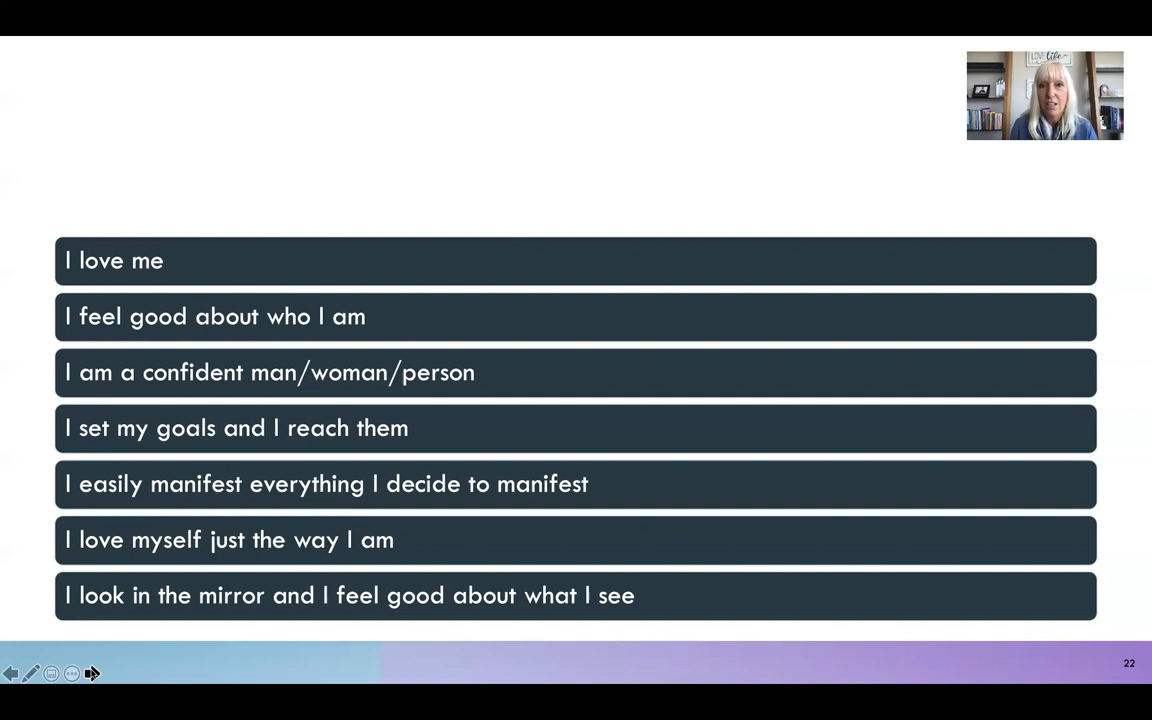 I love me
I feel good about who I am
I am a confident man/woman/person
I set my goals and I reach them
I easily manifest everything I decide to manifest
I love myself just the way I am
I look in the mirror and I feel good about what I see
22